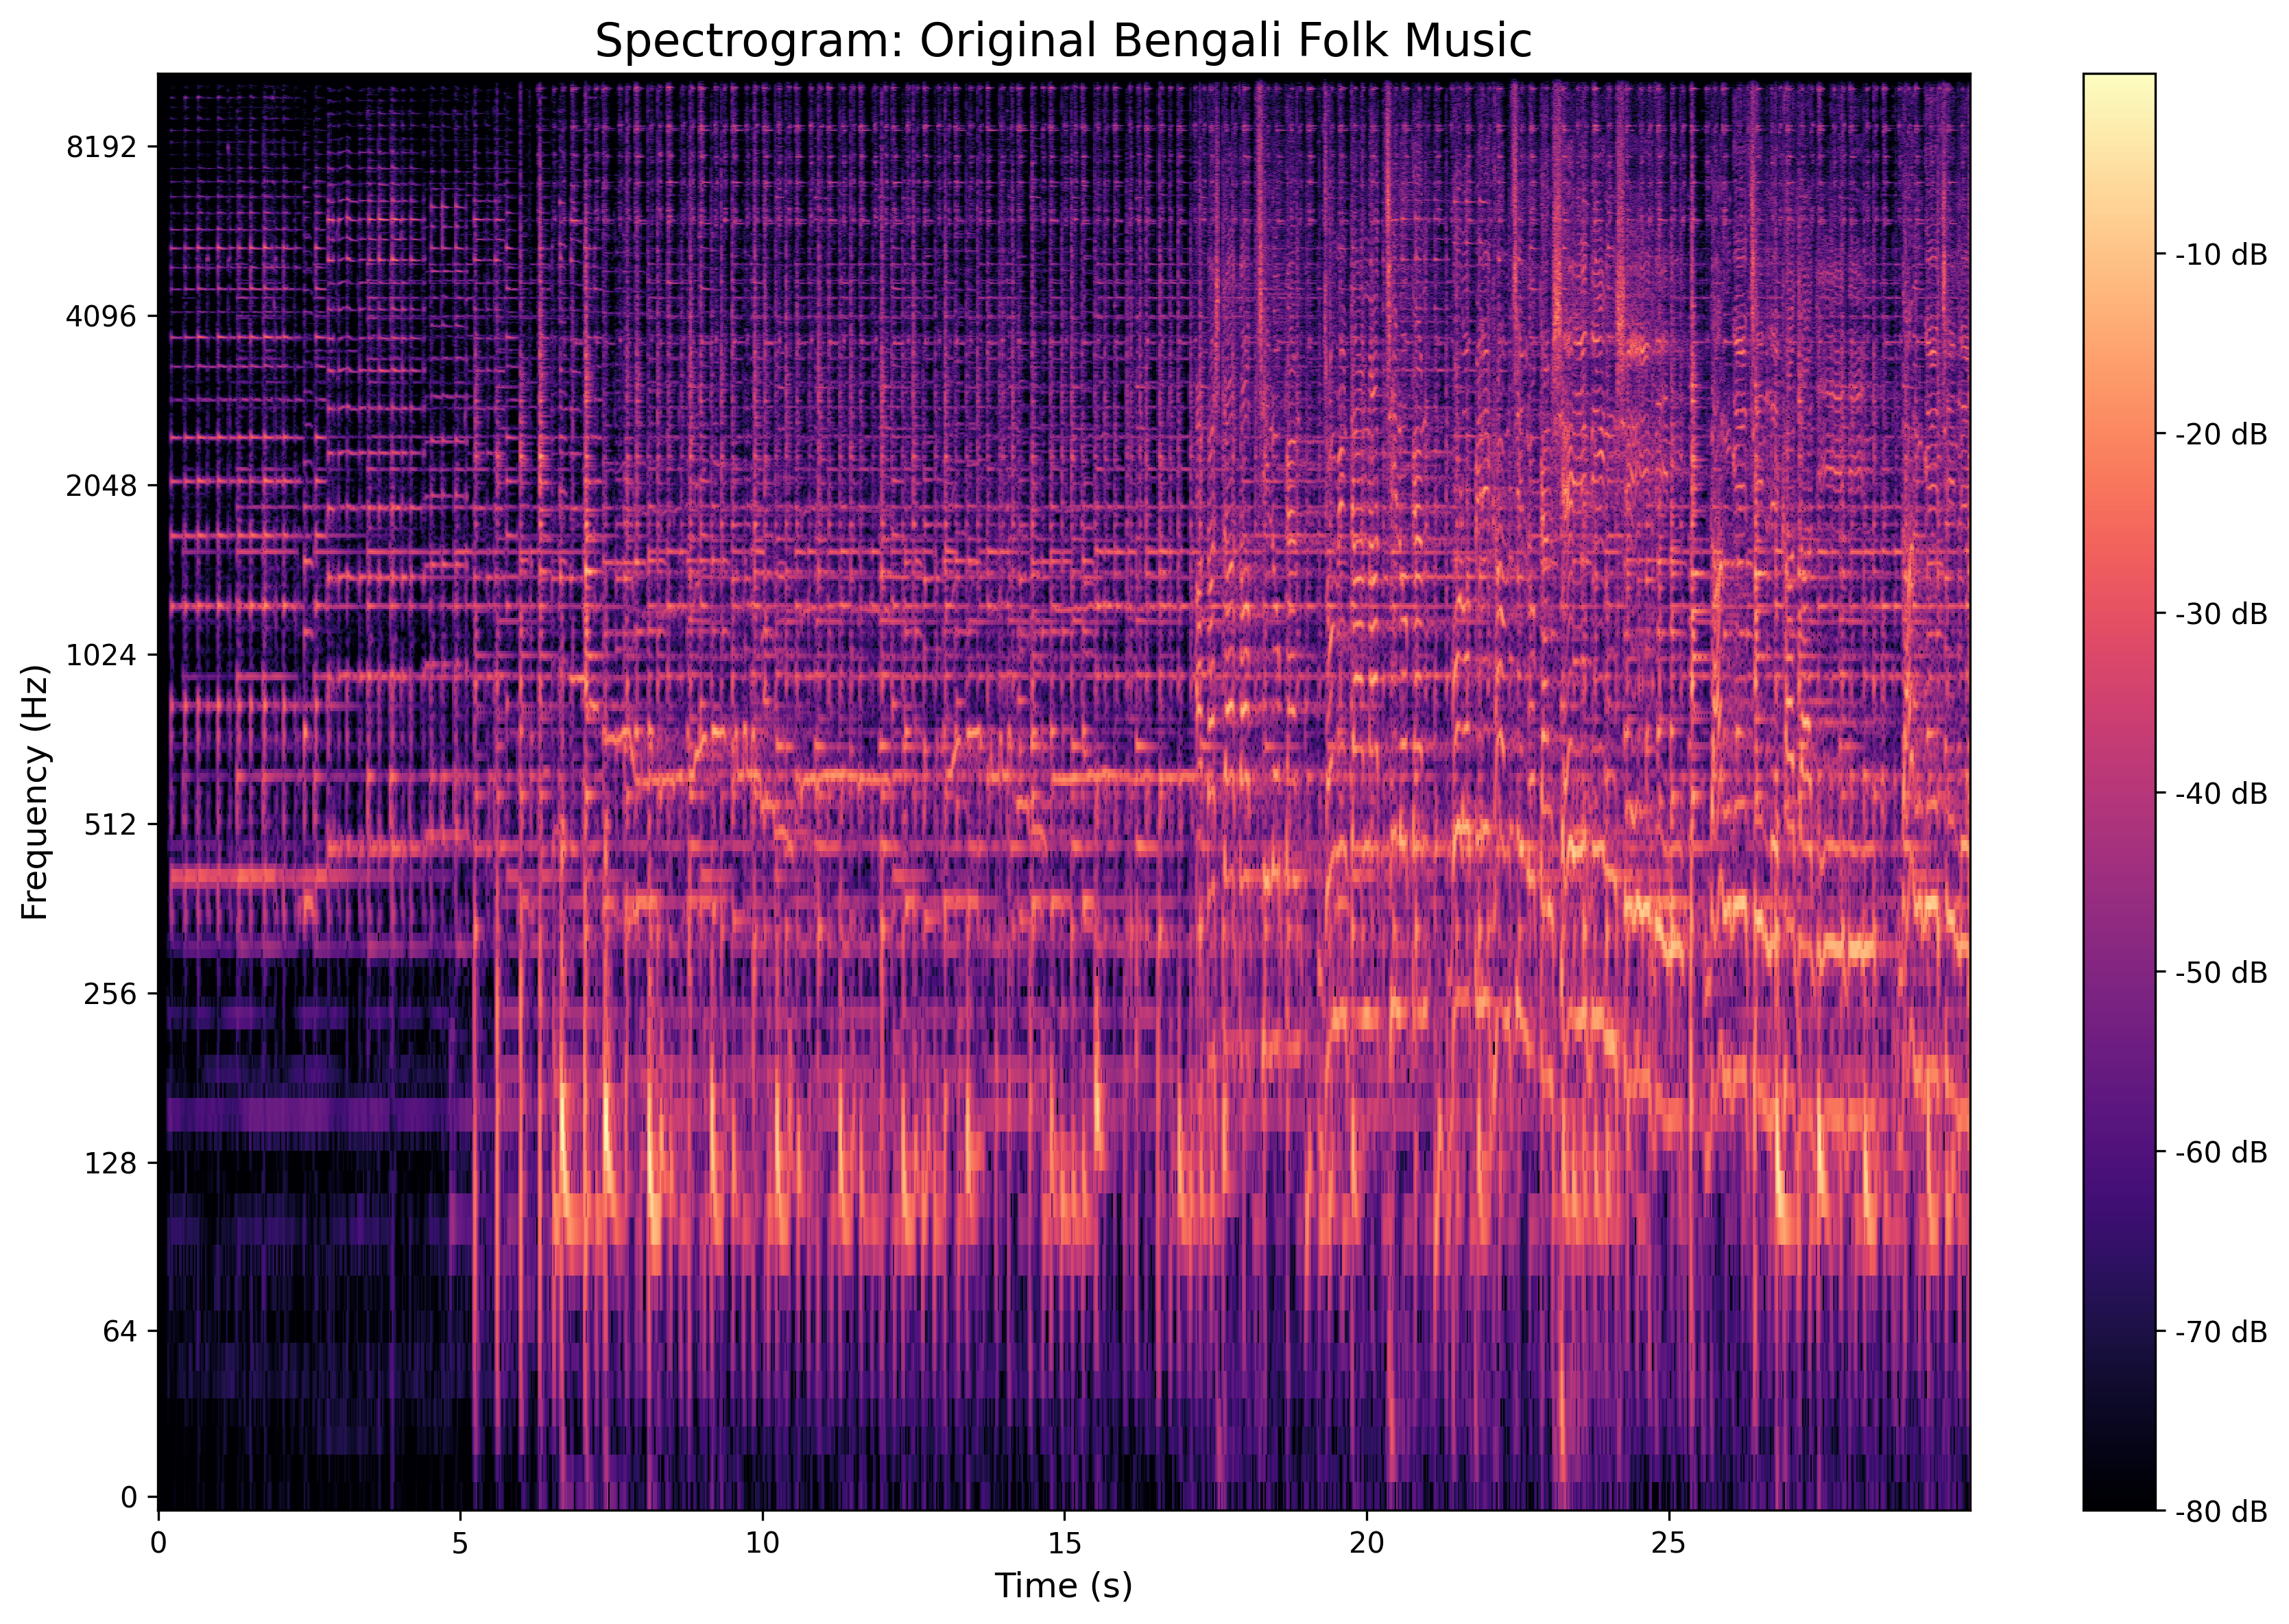 Spectrogram: Original Bengali Folk Music
Frequency (Hz)
8192
4096
2048
1024
512
256
128
64
0
0 5 10 15 20 25
Time (s)
-10 dB
-20 dB
-30 dB
-40 dB
-50 dB
-60 dB
-70 dB
-80 dB